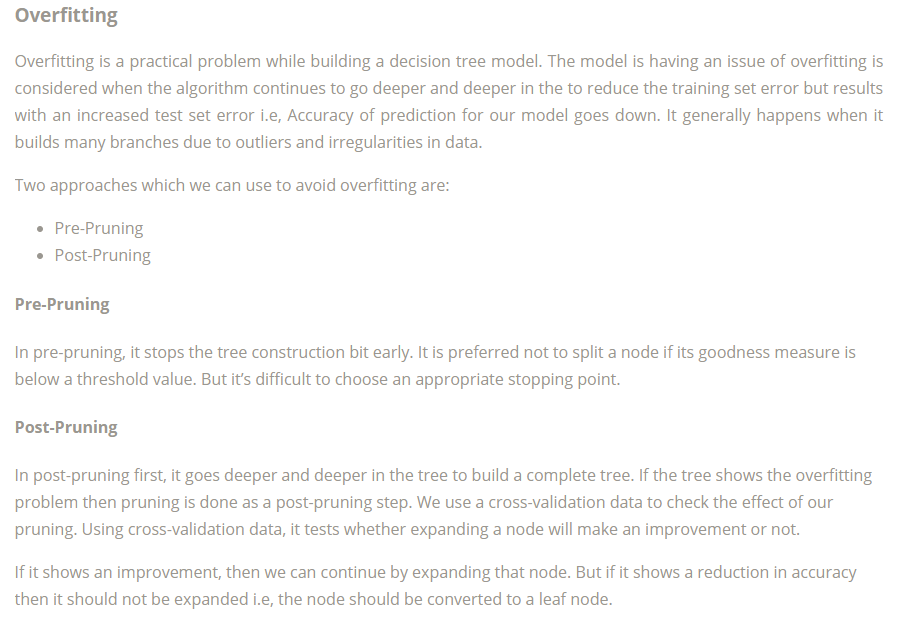 Overfitting
Overfitting is a practical problem while building a decision tree model. The model is having an issue of overfitting is
considered when the algorithm continues to go deeper and deeper in the to reduce the training set error but results
with an increased test set error i.e, Accuracy of prediction for our model goes down. It generally happens when it
builds many branches due to outliers and irregularities in data.
Two approaches which we can use to avoid overfitting are:
• Pre-Pruning
• Post-Pruning
Pre-Pruning
In pre-pruning, it stops the tree construction bit early. It is preferred not to split a node if its goodness measure is
below a threshold value. But it’s difficult to choose an appropriate stopping point.
Post-Pruning
In post-pruning first, it goes deeper and deeper in the tree to build a complete tree. If the tree shows the overfitting
problem then pruning is done as a post-pruning step. We use a cross-validation data to check the effect of our
pruning. Using cross-validation data, it tests whether expanding a node will make an improvement or not.
If it shows an improvement, then we can continue by expanding that node. But if it shows a reduction in accuracy
then it should not be expanded i.e, the node should be converted to a leaf node.